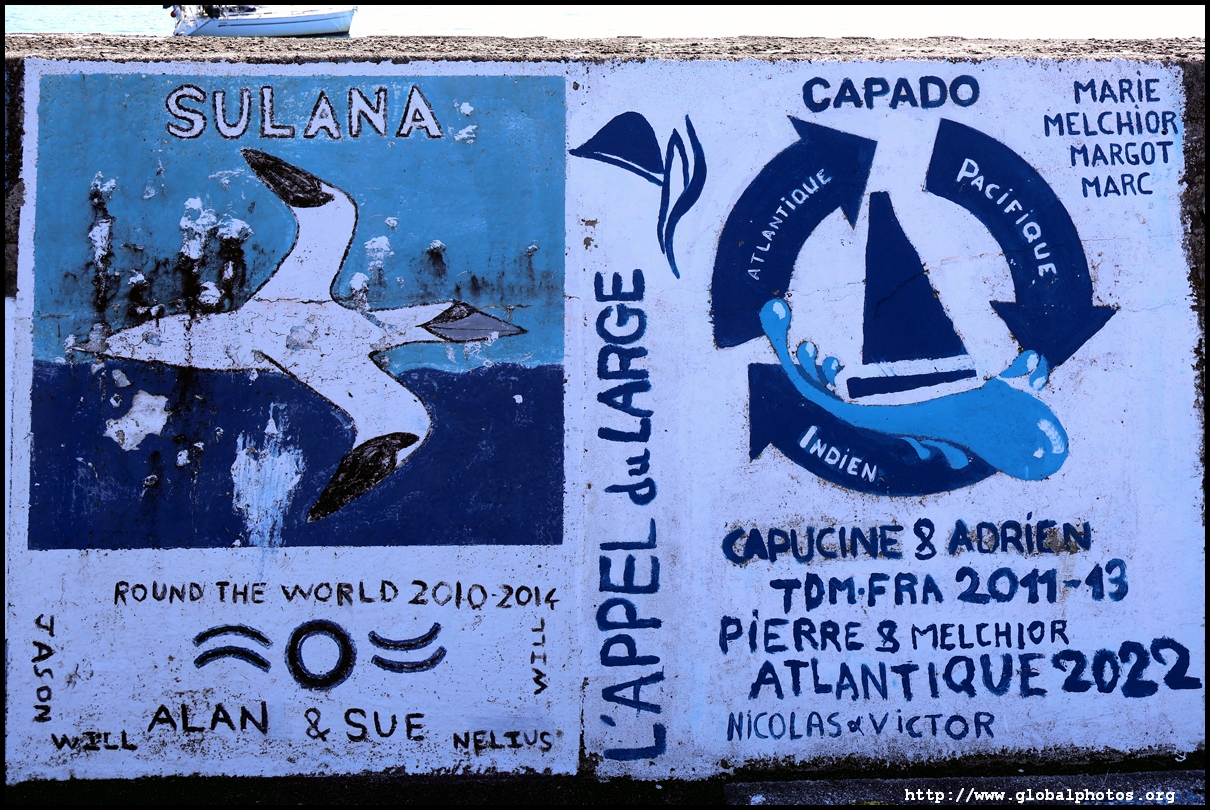 SULANA
ROUND THE WORLD 2010-2014
JASON
WILL
ALAN & SUE
WILL
NELIUS
L'APPEL du LARGE
CAPADO
MARIE
MELCHIOR
MARGOT
MARC
ATLANTIQUE
PACIFIQUE
INDIEN
CAPUCINE & ADRIEN
TDM·FRA 2011-13
PIERRE & MELCHIOR
ATLANTIQUE 2022
NICOLAS & VICTOR
http://www.globalphotos.org